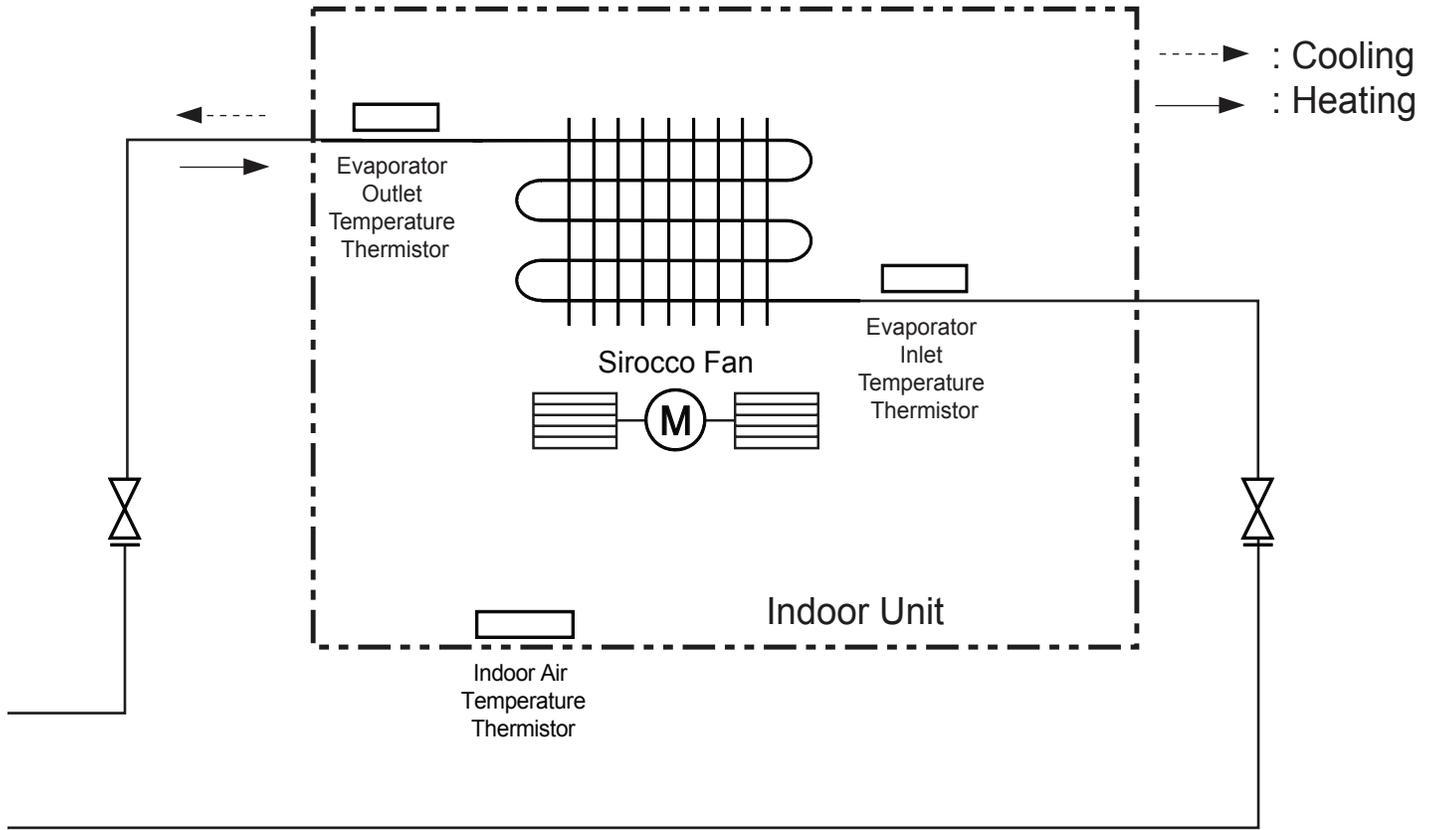 : Cooling
: Heating
Evaporator
Outlet
Temperature
Thermistor
Evaporator
Inlet
Temperature
Thermistor
Sirocco Fan
M
Indoor Unit
Indoor Air
Temperature
Thermistor